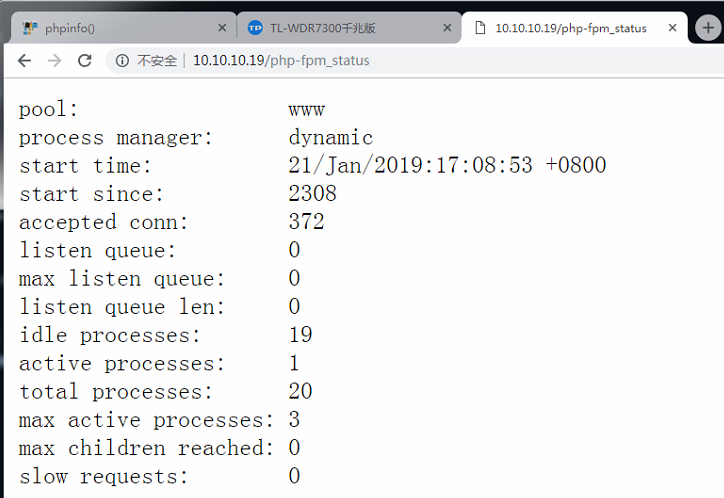 phpinfo()
TL-WDR7300千兆版
10.10.10.19/php-fpm_status
不安全 | 10.10.10.19/php-fpm_status
pool: www
process manager: dynamic
start time: 21/Jan/2019:17:08:53 +0800
start since: 2308
accepted conn: 372
listen queue: 0
max listen queue: 0
listen queue len: 0
idle processes: 19
active processes: 1
total processes: 20
max active processes: 3
max children reached: 0
slow requests: 0